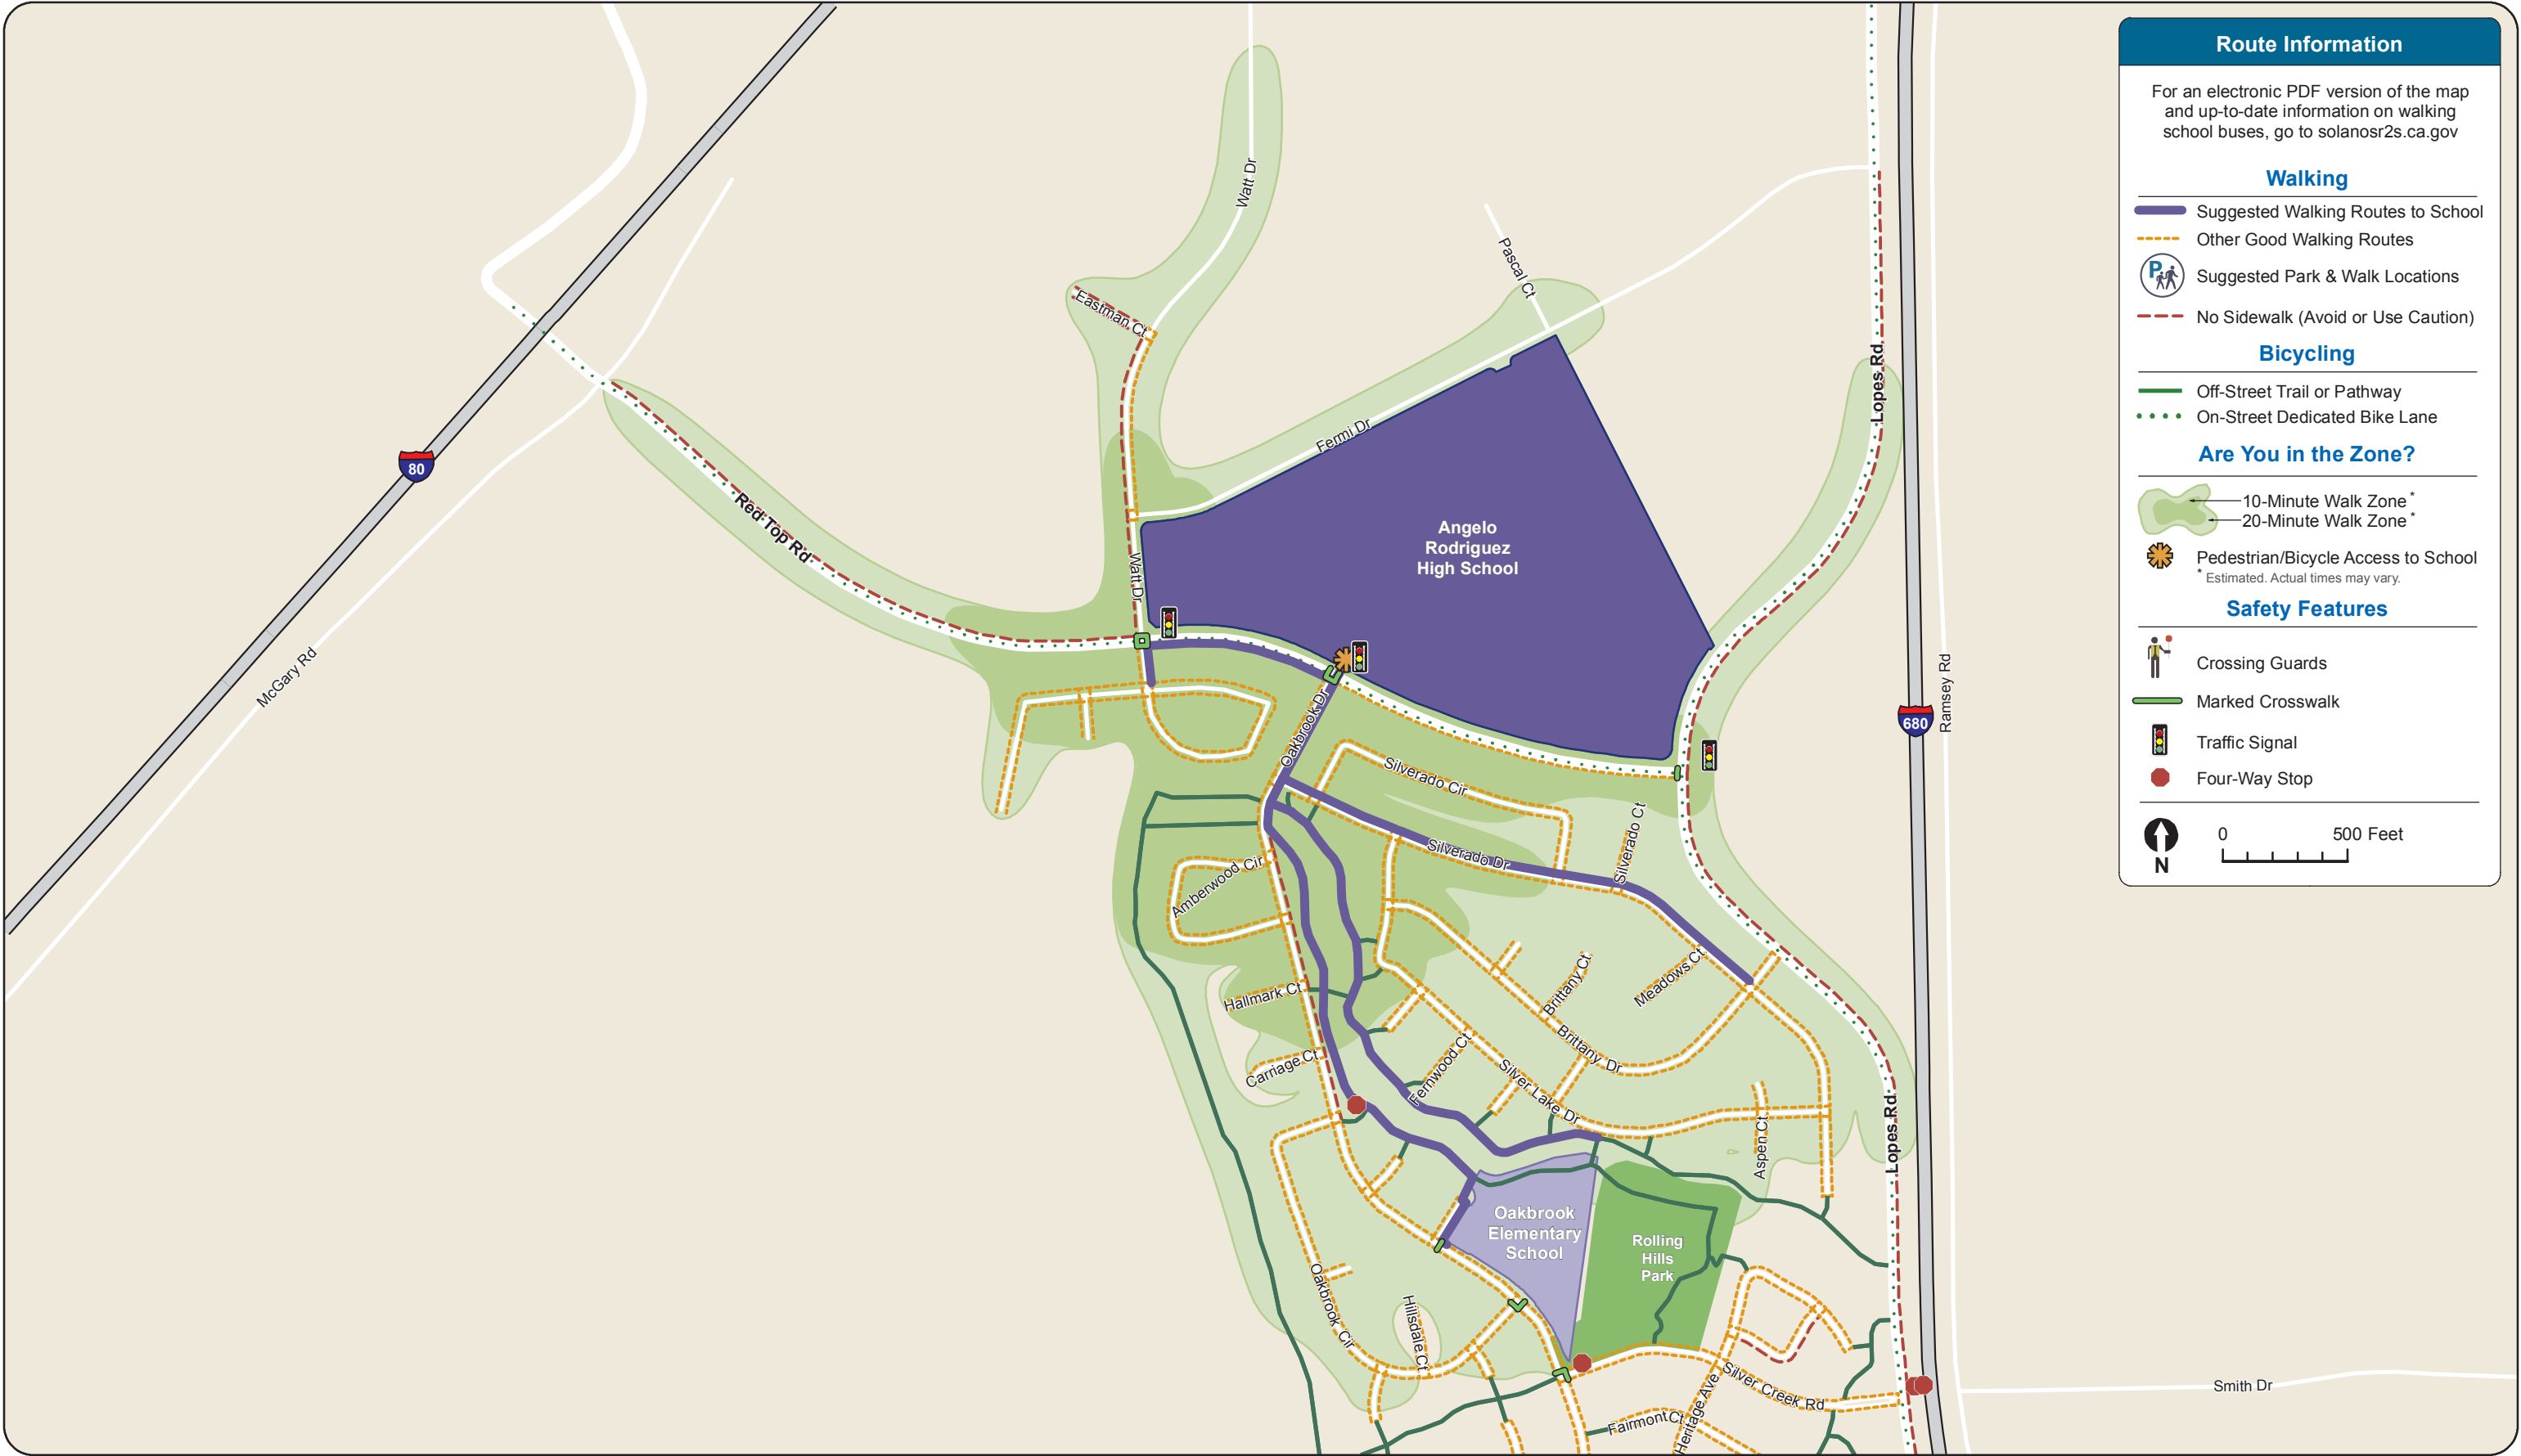 Route Information
For an electronic PDF version of the map
and up-to-date information on walking
school buses, go to solanosr2s.ca.gov
Walking
Suggested Walking Routes to School
Other Good Walking Routes
P
Suggested Park & Walk Locations
No Sidewalk (Avoid or Use Caution)
Bicycling
Off-Street Trail or Pathway
On-Street Dedicated Bike Lane
Are You in the Zone?
10-Minute Walk Zone *
20-Minute Walk Zone *
Pedestrian/Bicycle Access to School
* Estimated. Actual times may vary.
Safety Features
Crossing Guards
Marked Crosswalk
Traffic Signal
Four-Way Stop
N
0 500 Feet
Watt Dr
Pascal Ct
Eastman Ct
Lopes Rd
Fermi Dr
80
Red Top Rd
Angelo
Rodriguez
High School
Watt Dr
McGary Rd
Ramsey Rd
680
Oakbrook Dr
Silverado Cir
Silverado Ct
Silverado Dr
Amberwood Cir
Hallmark Ct
Brittany Ct
Meadows Ct
Carriage Ct
Fernwood Ct
Brittany Dr
Silver Lake Dr
Aspen Ct
Lopes Rd
Oakbrook
Elementary
School
Rolling
Hills
Park
Oakbrook Cir
Hillsdale Ct
Silver Creek Rd
Heritage Ave
Fairmont Ct
Smith Dr